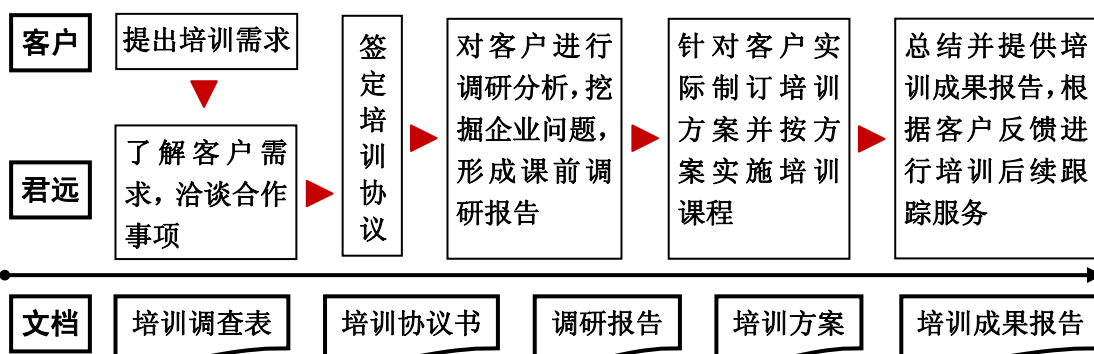 客户
提出培训需求
君远
了解客户需
求，洽谈合作
事项
签
定
培
训
协
议
对客户进行
调研分析，挖
掘企业问题，
形成课前调
研报告
针对客户实
际制订培训
方案并按方
案实施培训
课程
总结并提供培
训成果报告，根
据客户反馈进
行培训后续跟
踪服务
文档
培训调查表
培训协议书
调研报告
培训方案
培训成果报告